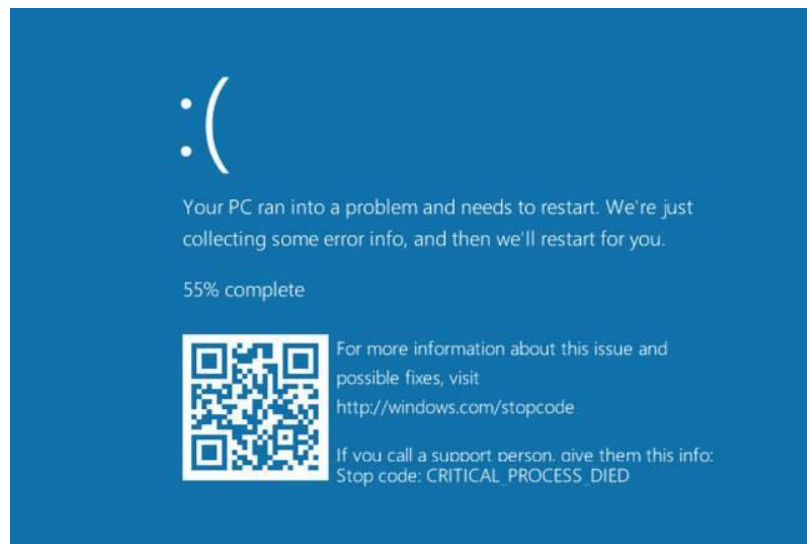 :(
Your PC ran into a problem and needs to restart. We're just
collecting some error info, and then we'll restart for you.
55% complete
For more information about this issue and
possible fixes, visit
http://windows.com/stopcode
If you call a support person, give them this info:
Stop code: CRITICAL_PROCESS_DIED